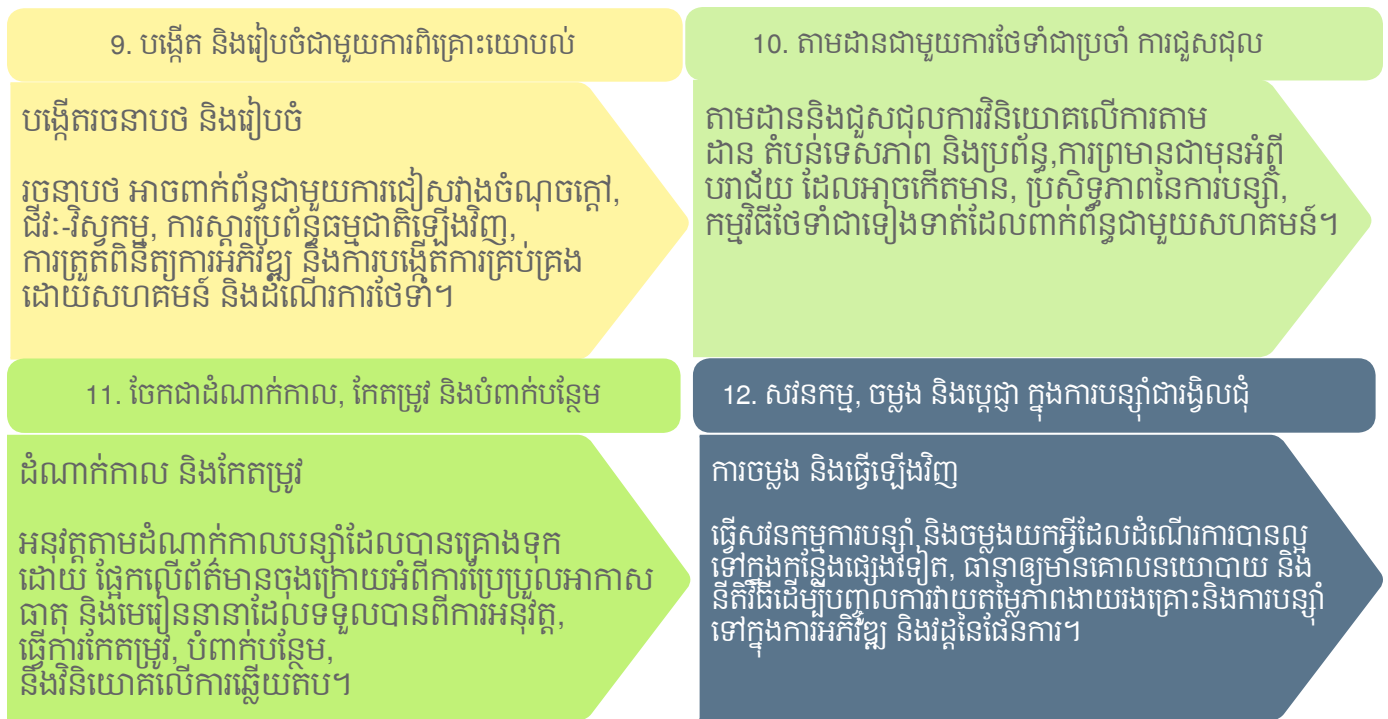 9. បង្កើត និងរៀបចំជាមួយការពិគ្រោះយោបល់
បង្កើតរចនាបថ និងរៀបចំ
រចនាបថ អាចពាក់ព័ន្ធជាមួយការជៀសវាងចំណុចក្តៅ,
ជីវៈ-វិស្វកម្ម, ការស្តារប្រព័ន្ធធម្មជាតិឡើងវិញ,
ការត្រួតពិនិត្យការអភិវឌ្ឍ និងការបង្កើតការគ្រប់គ្រង
ដោយសហគមន៍ និងដំណើរការថែទាំ។
10. តាមដានជាមួយការថែទាំជាប្រចាំ ការជួសជុល
តាមដាននិងជួសជុលការវិនិយោគលើការតាម
ដាន តំបន់ទេសភាព និងប្រព័ន្ធ,ការព្រមានជាមុនអំពី
បរាជ័យ ដែលអាចកើតមាន, ប្រសិទ្ធភាពនៃការបន្សាំ,
កម្មវិធីថែទាំជាទៀងទាត់ដែលពាក់ព័ន្ធជាមួយសហគមន៍។
11. ចែកជាដំណាក់កាល, កែតម្រូវ និងបំពាក់បន្ថែម
ដំណាក់កាល និងកែតម្រូវ
អនុវត្តតាមដំណាក់កាលបន្សាំដែលបានគ្រោងទុក
ដោយ ផ្អែកលើព័ត៌មានចុងក្រោយអំពីការប្រែប្រួលអាកាស
ធាតុ និងមេរៀននានាដែលទទួលបានពីការអនុវត្ត,
ធ្វើការកែតម្រូវ, បំពាក់បន្ថែម,
និងវិនិយោគលើការឆ្លើយតប។
12. សវនកម្ម, ចម្លង និងប្តេជ្ញា ក្នុងការបន្សាំជារង្វិលជុំ
ការចម្លង និងធ្វើឡើងវិញ
ធ្វើសវនកម្មការបន្សាំ និងចម្លងយកអ្វីដែលដំណើរការបានល្អ
ទៅក្នុងកន្លែងផ្សេងទៀត, ធានាឲ្យមានគោលនយោបាយ និង
នីតិវិធីដើម្បីបញ្ចូលការវាយតម្លៃភាពងាយរងគ្រោះនិងការបន្សាំ
ទៅក្នុងការអភិវឌ្ឍ និងវដ្តនៃផែនការ។